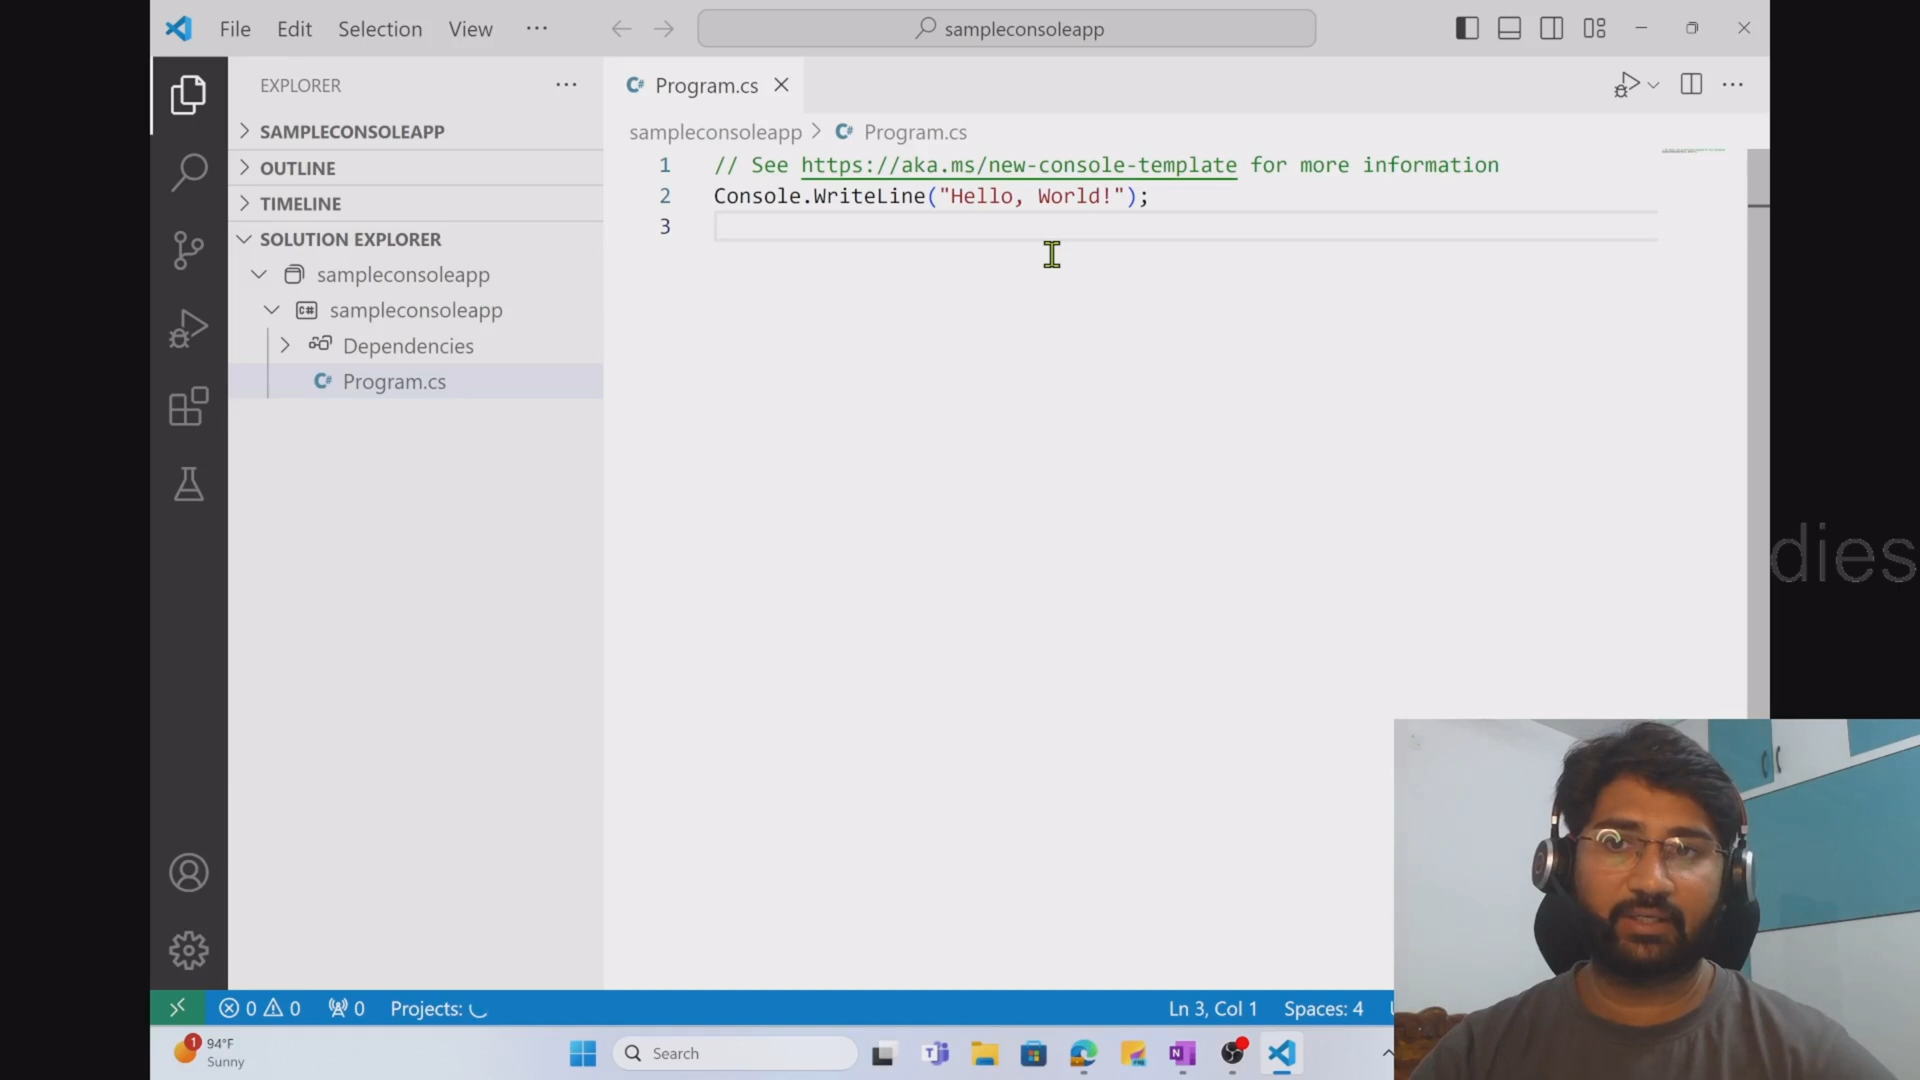 File Edit Selection View ···
sampleconsoleapp
EXPLORER
SAMPLECONSOLEAPP
OUTLINE
TIMELINE
SOLUTION EXPLORER
sampleconsoleapp
sampleconsoleapp
Dependencies
Program.cs
Program.cs
sampleconsoleapp > Program.cs
1 // See https://aka.ms/new-console-template for more information
2 Console.WriteLine("Hello, World!");
3
dies
0 0 0 Projects:
Ln 3, Col 1 Spaces: 4
1
94°F
Sunny
Search